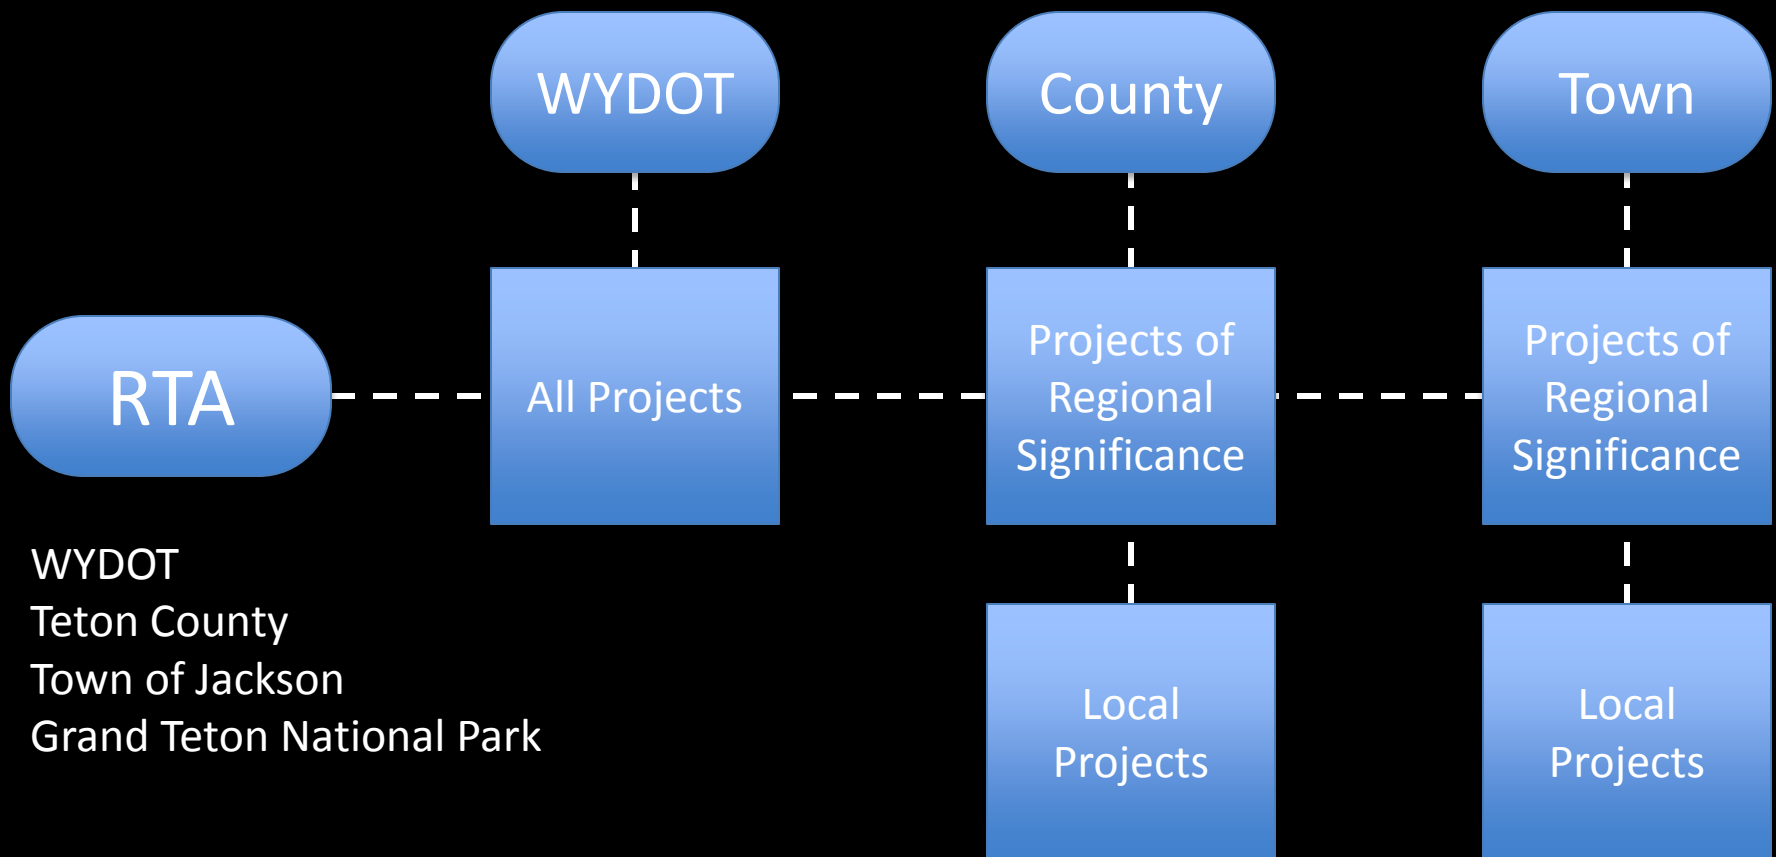 WYDOT
County
Town
RTA
All Projects
Projects of
Regional
Significance
Projects of
Regional
Significance
WYDOT
Teton County
Town of Jackson
Grand Teton National Park
Local
Projects
Local
Projects